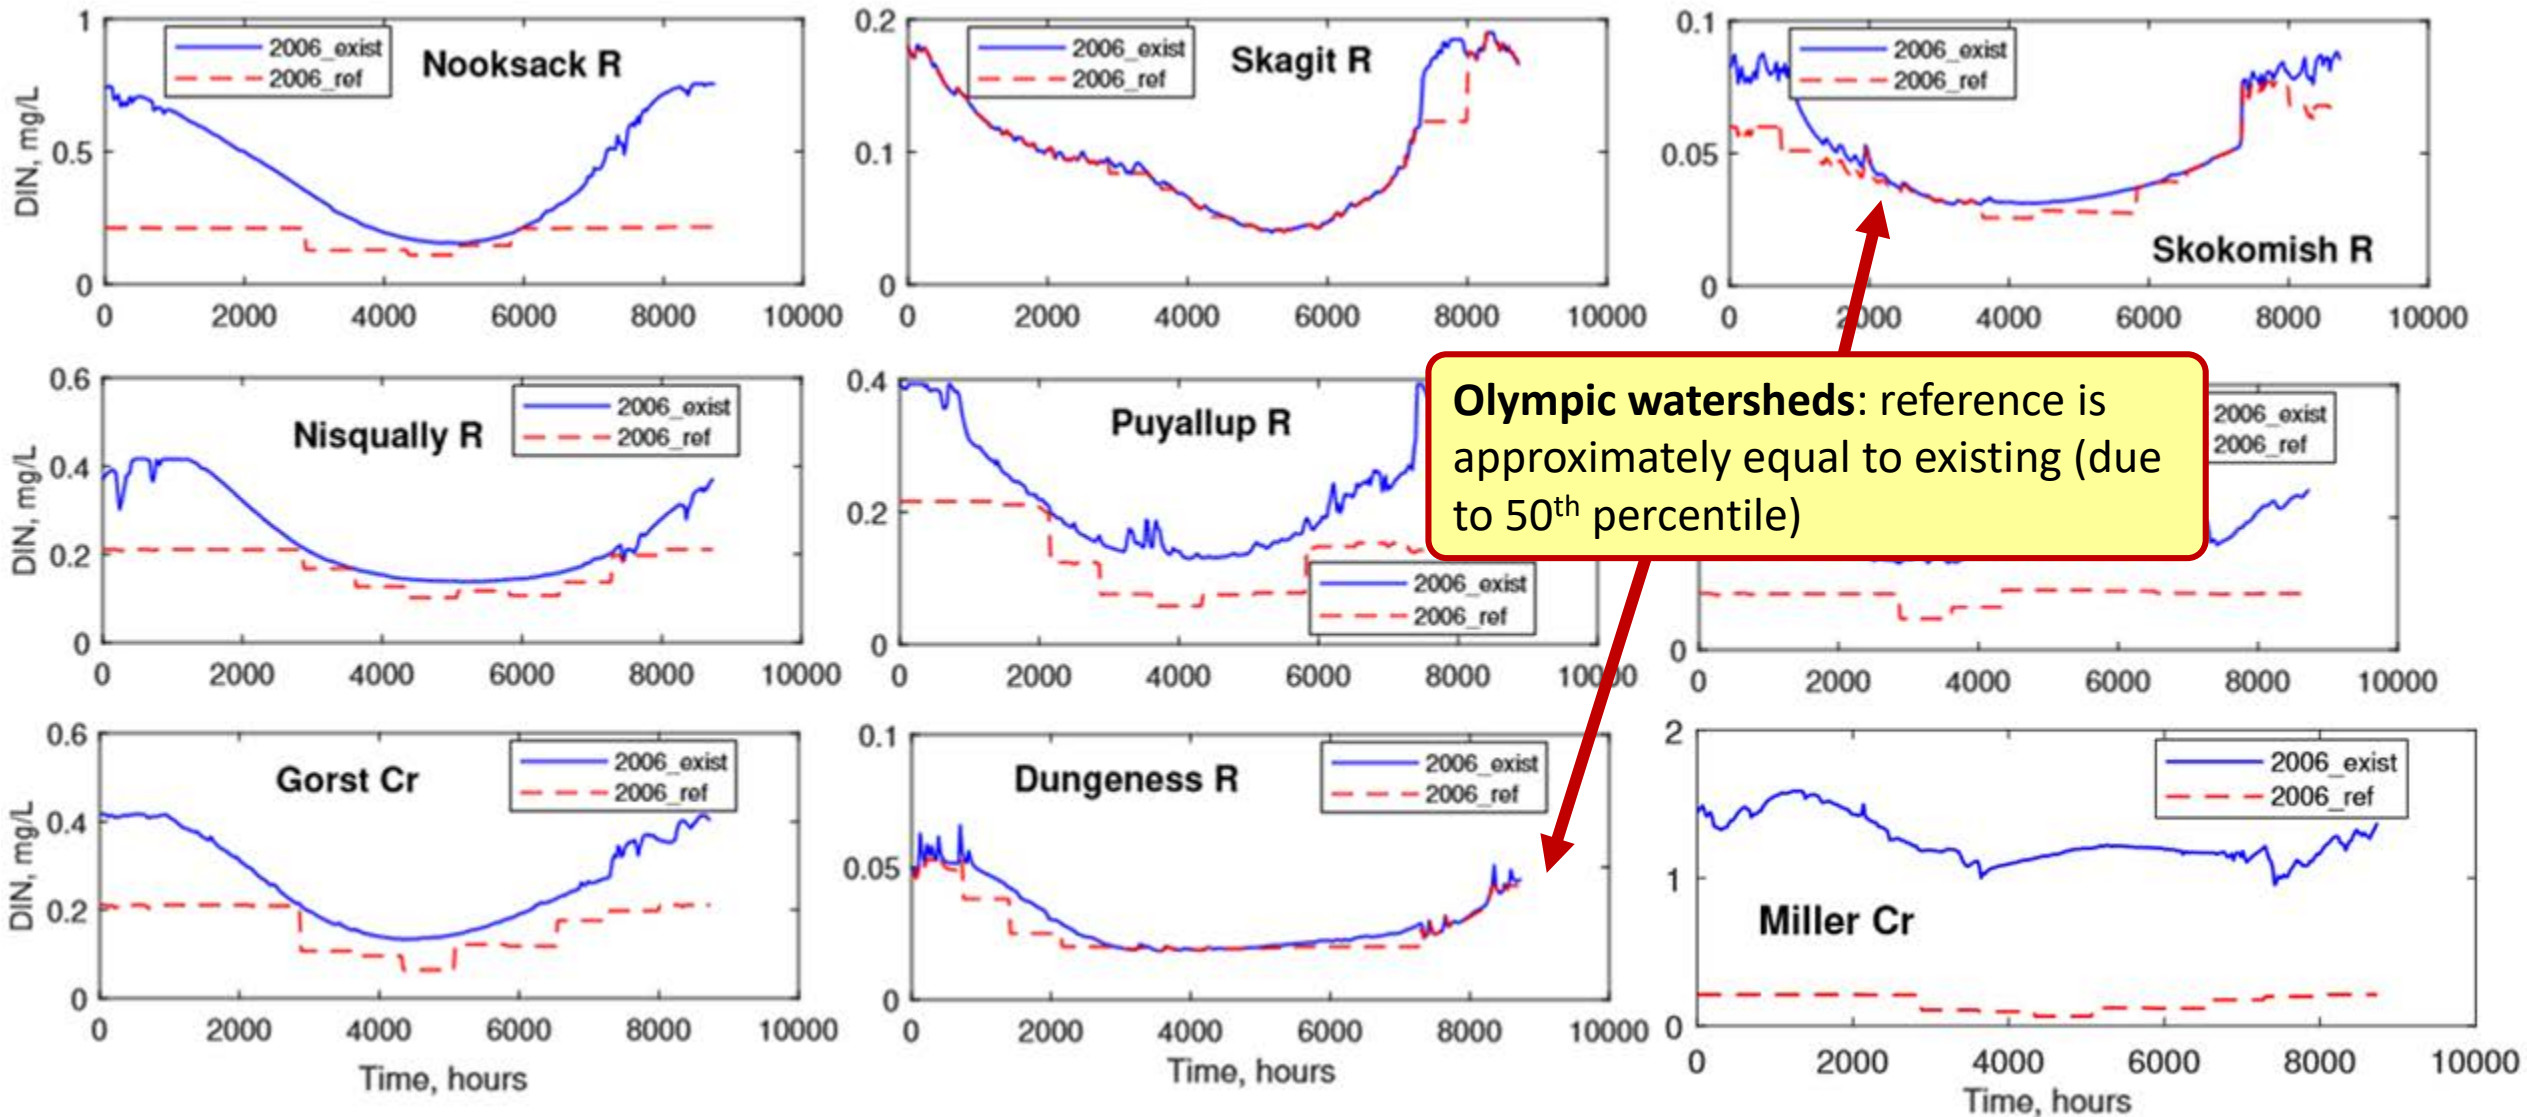 1
0.5
0
DIN, mg/L
2006_exist
2006_ref
Nooksack R
0 2000 4000 6000 8000 10000
0.2
0.1
0
2006_exist
2006_ref
Skagit R
0 2000 4000 6000 8000 10000
0.1
0.05
0
2006_exist
2006_ref
Skokomish R
0 2000 4000 6000 8000 10000
0.6
0.4
0.2
0
DIN, mg/L
Nisqually R
2006_exist
2006_ref
0 2000 4000 6000 8000 10000
0.4
0.2
0
Puyallup R
2006_exist
2006_ref
0 2000 4000 6000 8000 10000
Olympic watersheds: reference is
approximately equal to existing (due
to 50th percentile)
2006_exist
2006_ref
0
0 2000 4000 6000 8000 10000
0.6
0.4
0.2
0
DIN, mg/L
Gorst Cr
2006_exist
2006_ref
0 2000 4000 6000 8000 10000
Time, hours
0.1
0.05
0
Dungeness R
2006_exist
2006_ref
0 2000 4000 6000 8000 10000
Time, hours
2
1
0
2006_exist
2006_ref
Miller Cr
0 2000 4000 6000 8000 10000
Time, hours